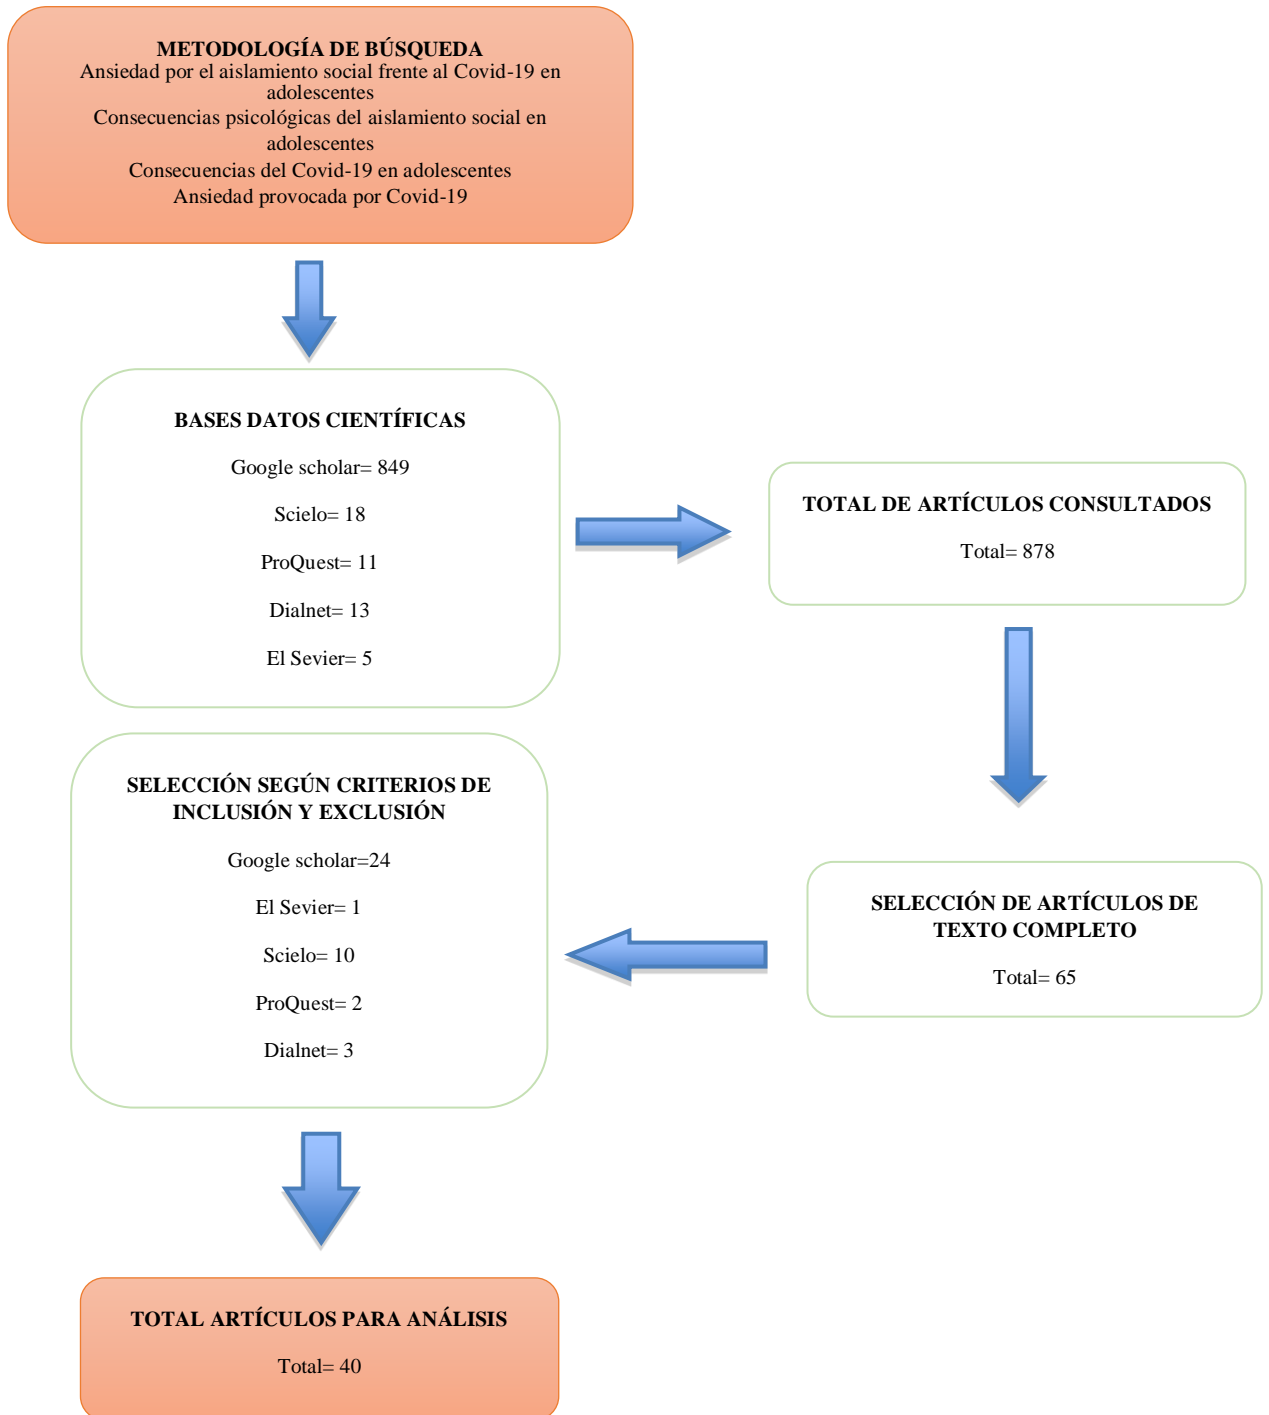 METODOLOGÍA DE BÚSQUEDA
Ansiedad por el aislamiento social frente al Covid-19 en
adolescentes
Consecuencias psicológicas del aislamiento social en
adolescentes
Consecuencias del Covid-19 en adolescentes
Ansiedad provocada por Covid-19
BASES DATOS CIENTÍFICAS
Google scholar= 849
Scielo= 18
ProQuest= 11
Dialnet= 13
El Sevier= 5
TOTAL DE ARTÍCULOS CONSULTADOS
Total= 878
SELECCIÓN DE ARTÍCULOS DE
TEXTO COMPLETO
Total= 65
SELECCIÓN SEGÚN CRITERIOS DE
INCLUSIÓN Y EXCLUSIÓN
Google scholar=24
El Sevier= 1
Scielo= 10
ProQuest= 2
Dialnet= 3
TOTAL ARTÍCULOS PARA ANÁLISIS
Total= 40